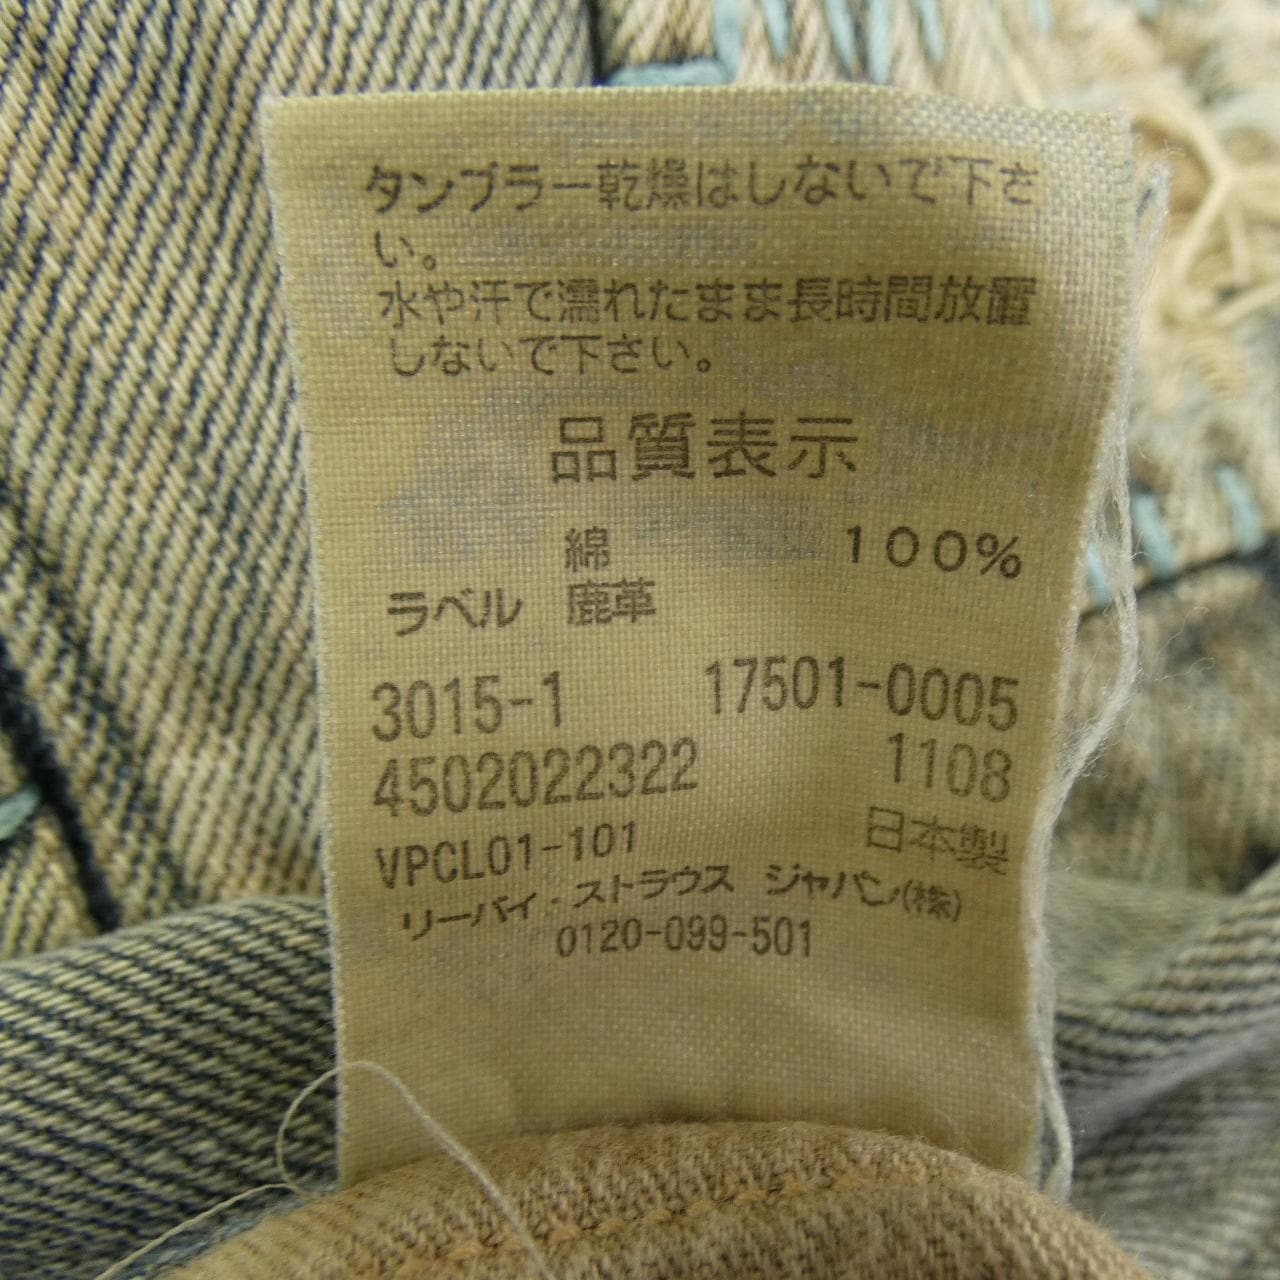 タンブラー乾燥はしないで下さ
い。
水や汗で濡れたまま長時間放置
しないで下さい。
品質表示
綿 100%
ラベル 鹿革
3015-1 17501-0005
4502022322 1108
VPCL01-101 日本製
リーバイ・ストラウス ジャパン(株)
0120-099-501